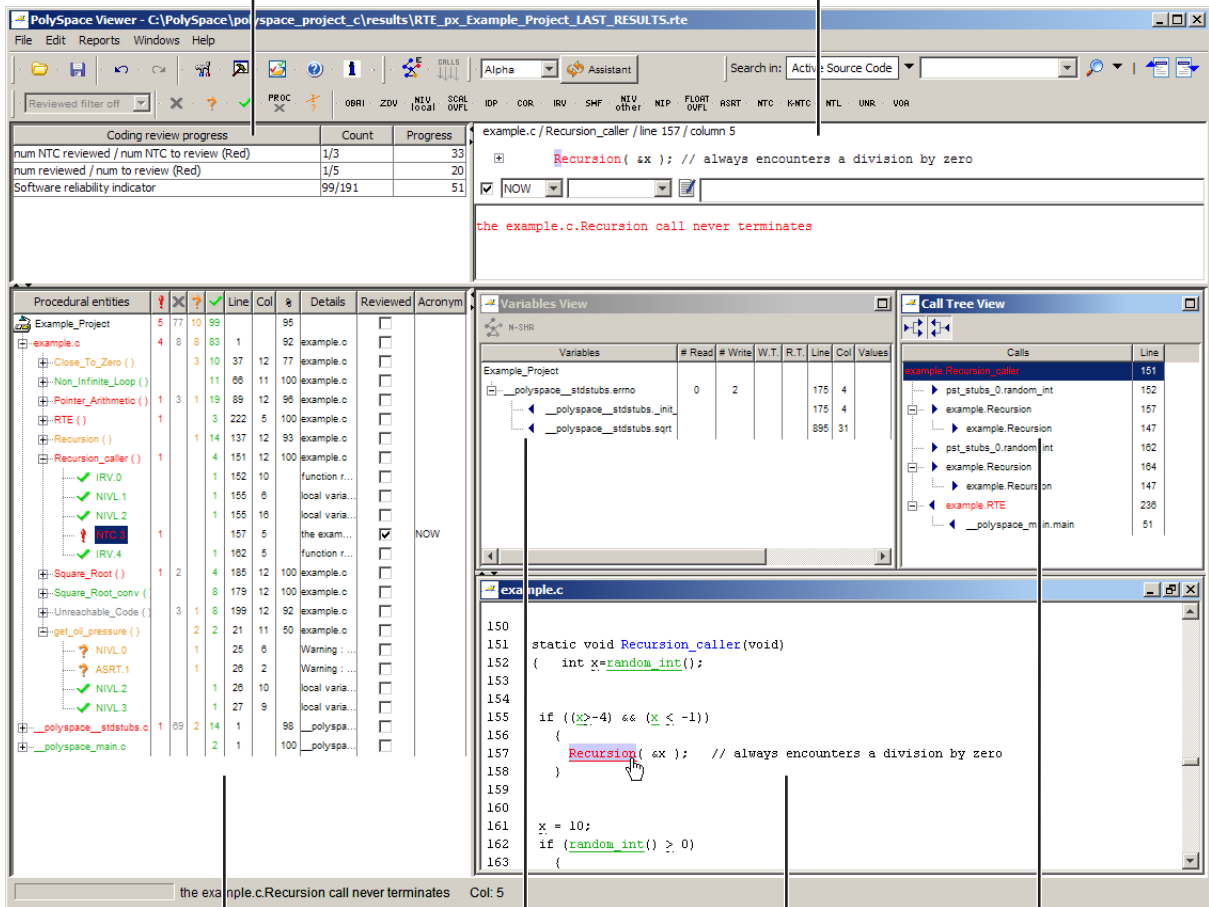 PolySpace Viewer - C:\PolySpace\polyspace_project_c\results\RTE_px_Example_Project_LAST_RESULTS.rte
File Edit Reports Windows Help
CALLS Alpha Assistant Search in: Active Source Code
Reviewed filter off PROC OBAI ZDV NIV local SCAL OVFL IDP COR IRV SHF NIV other NIP FLOAT OVFL ASRT NTC K-NTC NTL UNR VOA
Coding review progress Count Progress
num NTC reviewed / num NTC to review (Red) 1/3 33
num reviewed / num to review (Red) 1/5 20
Software reliability indicator 99/191 51
example.c / Recursion_caller / line 157 / column 5
Recursion( &x ); // always encounters a division by zero
NOW
the example.c.Recursion call never terminates
Procedural entities Line Col % Details Reviewed Acronym
Example_Project 5 77 10 99 95
example.c 4 8 8 83 1 92 example.c
Close_To_Zero () 3 10 37 12 77 example.c
Non_Infinite_Loop () 11 66 11 100 example.c
Pointer_Arithmetic () 1 3 1 19 89 12 96 example.c
RTE () 1 3 222 5 100 example.c
Recursion () 1 14 137 12 93 example.c
Recursion_caller () 1 4 151 12 100 example.c
IRV.0 1 152 10 function r...
NIVL.1 1 155 6 local varia...
NIVL.2 1 155 16 local varia...
NTC.3 1 157 5 the exam... NOW
IRV.4 1 162 5 function r...
Square_Root () 1 2 4 185 12 100 example.c
Square_Root_conv ( 8 179 12 100 example.c
Unreachable_Code ( 3 1 8 199 12 92 example.c
get_oil_pressure () 2 2 21 11 50 example.c
NIVL.0 1 25 6 Warning : ...
ASRT.1 1 26 2 Warning : ...
NIVL.2 1 26 10 local varia...
NIVL.3 1 27 9 local varia...
__polyspace__stdstubs.c 1 69 2 14 1 98 __polyspa...
__polyspace_main.c 2 1 100 __polyspa...
Variables View
N-SHR
Variables # Read # Write W.T. R.T. Line Col Values
Example_Project
__polyspace__stdstubs.errno 0 2 175 4
__polyspace__stdstubs._init_ 175 4
__polyspace__stdstubs.sqrt 895 31
Call Tree View
Calls Line
example.Recursion_caller 151
pst_stubs_0.random_int 152
example.Recursion 157
example.Recursion 147
pst_stubs_0.random_int 162
example.Recursion 164
example.Recursion 147
example.RTE 236
__polyspace_main.main 51
example.c
150
151 static void Recursion_caller(void)
152 { int x=random_int();
153
154
155 if ((x>-4) && (x < -1))
156 {
157 Recursion( &x ); // always encounters a division by zero
158 }
159
160
161 x = 10;
162 if (random_int() > 0)
163 {
the example.c.Recursion call never terminates Col: 5